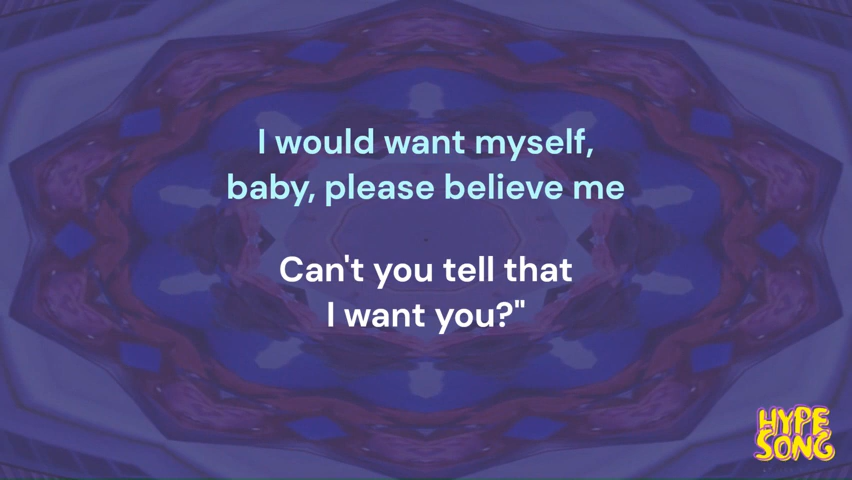 I would want myself,
baby, please believe me
Can't you tell that
I want you?"
HYPE
SONG